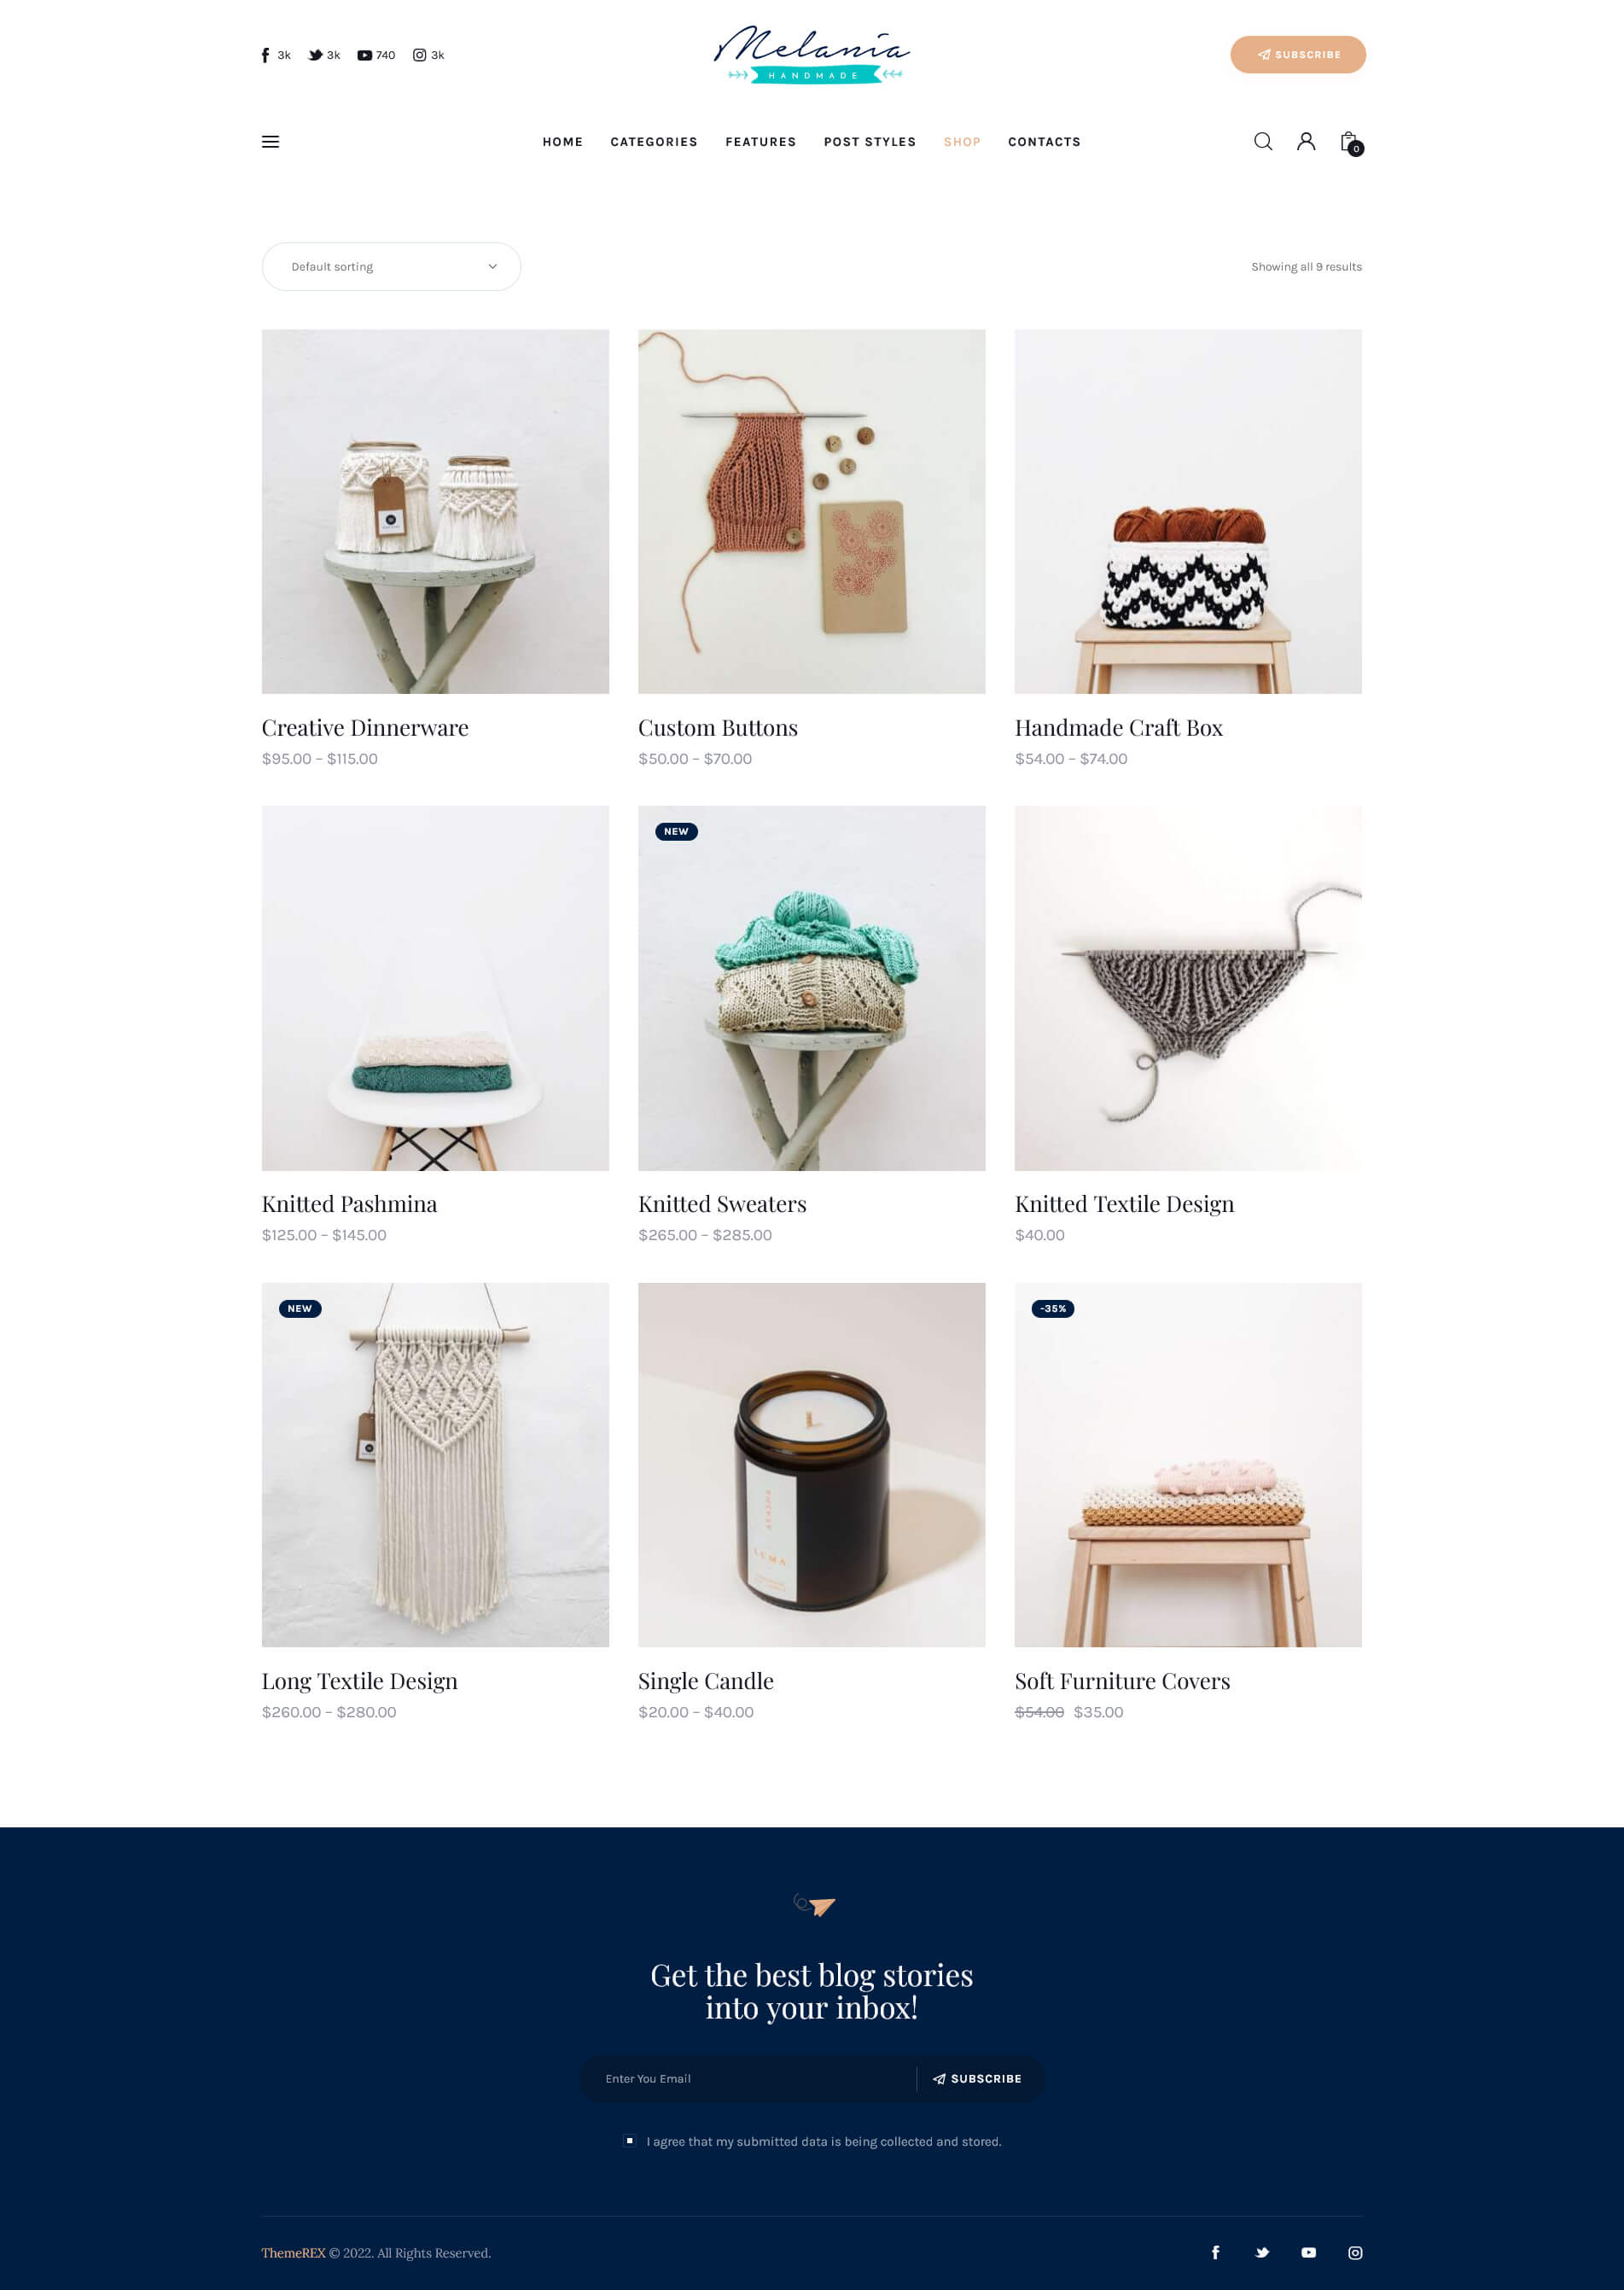 3k 3k 740 3k
Melania
HANDMADE
SUBSCRIBE
HOME CATEGORIES FEATURES POST STYLES SHOP CONTACTS
0
Default sorting
Showing all 9 results
Creative Dinnerware
$95.00 – $115.00
Custom Buttons
$50.00 – $70.00
Handmade Craft Box
$54.00 – $74.00
NEW
Knitted Pashmina
$125.00 – $145.00
Knitted Sweaters
$265.00 – $285.00
Knitted Textile Design
$40.00
NEW
LUMA
-35%
Long Textile Design
$260.00 – $280.00
Single Candle
$20.00 – $40.00
Soft Furniture Covers
$54.00 $35.00
Get the best blog stories
into your inbox!
Enter You Email
SUBSCRIBE
I agree that my submitted data is being collected and stored.
ThemeREX © 2022. All Rights Reserved.